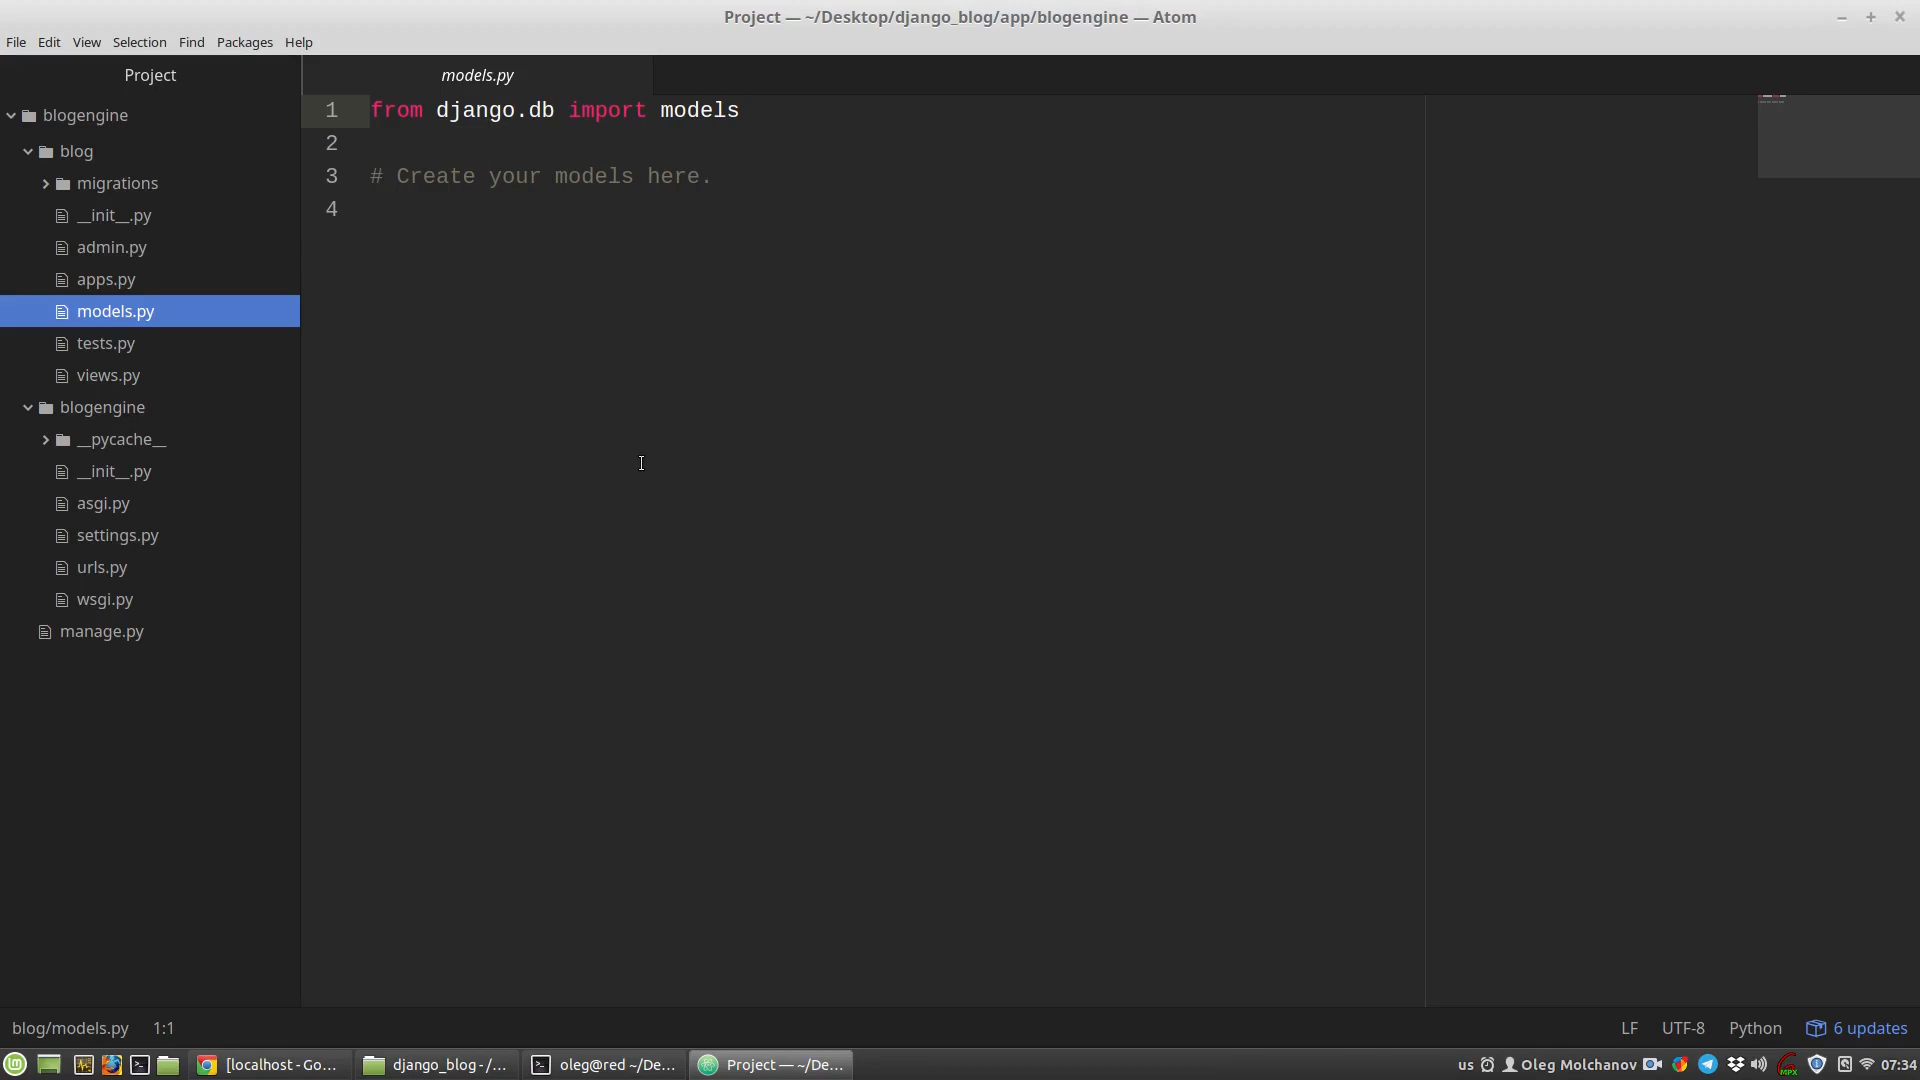 Project — ~/Desktop/django_blog/app/blogengine — Atom
File Edit View Selection Find Packages Help
Project
models.py
blogengine
blog
migrations
__init__.py
admin.py
apps.py
models.py
tests.py
views.py
blogengine
__pycache__
__init__.py
asgi.py
settings.py
urls.py
wsgi.py
manage.py
1 from django.db import models
2
3 # Create your models here.
4
blog/models.py 1:1
LF UTF-8 Python 6 updates
[localhost - Go... django_blog - /... oleg@red ~/De... Project — ~/De... us Oleg Molchanov MPX 07:34